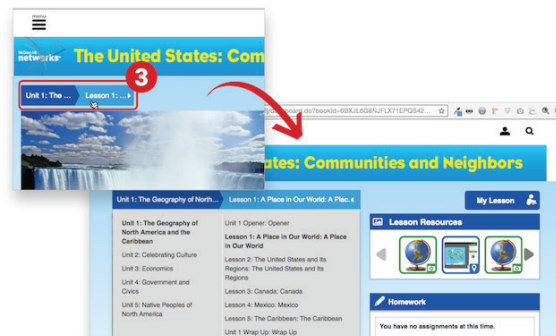 menu
networks
The United States: Com
3
Unit 1: The ...
Lesson 1: ...
ates: Communities and Neighbors
Unit 1: The Geography of North...
Lesson 1: A Place in Our World: A Plac..
My Lesson
Unit 1: The Geography of
North America and the
Caribbean
Unit 2: Celebrating Culture
Unit 3: Economics
Unit 4: Government and
Civics
Unit 5: Native Peoples of
North America
Unit 1 Opener: Opener
Lesson 1: A Place in Our World: A Place
in Our World
Lesson 2: The United States and Its
Regions: The United States and Its
Regions
Lesson 3: Canada: Canada
Lesson 4: Mexico: Mexico
Lesson 5: The Caribbean: The Caribbean
Unit 1 Wrap Up: Wrap Up
Lesson Resources
Homework
You have no assignments at this time.